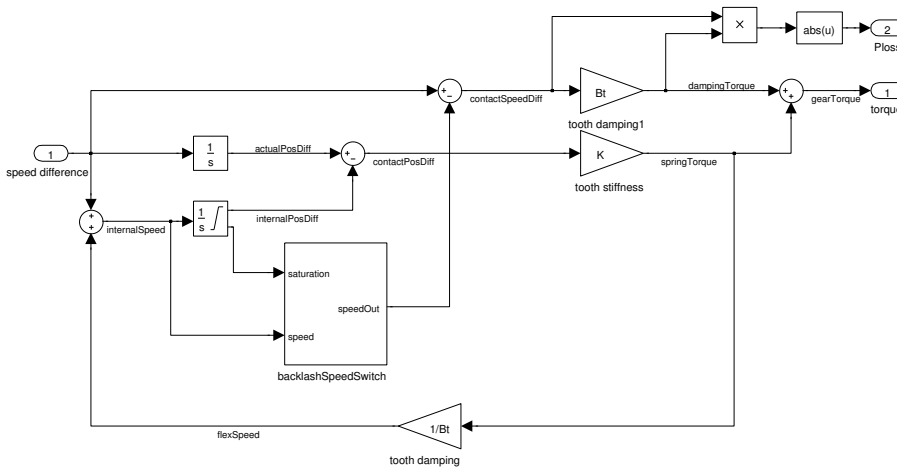 ×
abs(u)
2
Ploss
+
−
contactSpeedDiff
Bt
dampingTorque
+
+
gearTorque
1
torque
tooth damping1
1
speed difference
1
s
actualPosDiff
+
−
contactPosDiff
K
springTorque
tooth stiffness
+
+
internalSpeed
1
s
internalPosDiff
saturation
speedOut
speed
backlashSpeedSwitch
flexSpeed
1/Bt
tooth damping